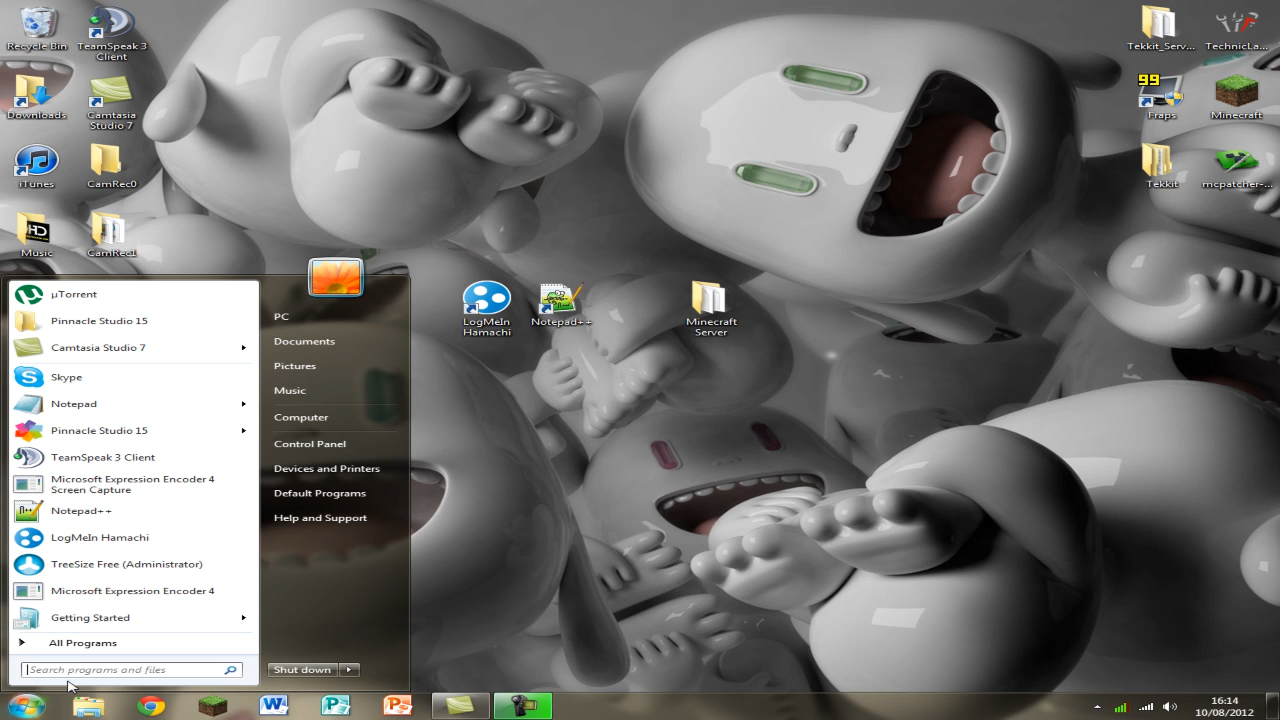 Recycle Bin
TeamSpeak 3
Client
Downloads
Camtasia
Studio 7
iTunes
CamRec0
Music
CamRec1
HD
Tekkit_Serv...
TechnicLa...
99
Fraps
Minecraft
Tekkit
mcpatcher-...
LogMeIn
Hamachi
Notepad++
Minecraft
Server
µTorrent
Pinnacle Studio 15
Camtasia Studio 7
Skype
Notepad
Pinnacle Studio 15
TeamSpeak 3 Client
Microsoft Expression Encoder 4
Screen Capture
Notepad++
LogMeIn Hamachi
TreeSize Free (Administrator)
Microsoft Expression Encoder 4
Getting Started
All Programs
Search programs and files
PC
Documents
Pictures
Music
Computer
Control Panel
Devices and Printers
Default Programs
Help and Support
Shut down
16:14
10/08/2012